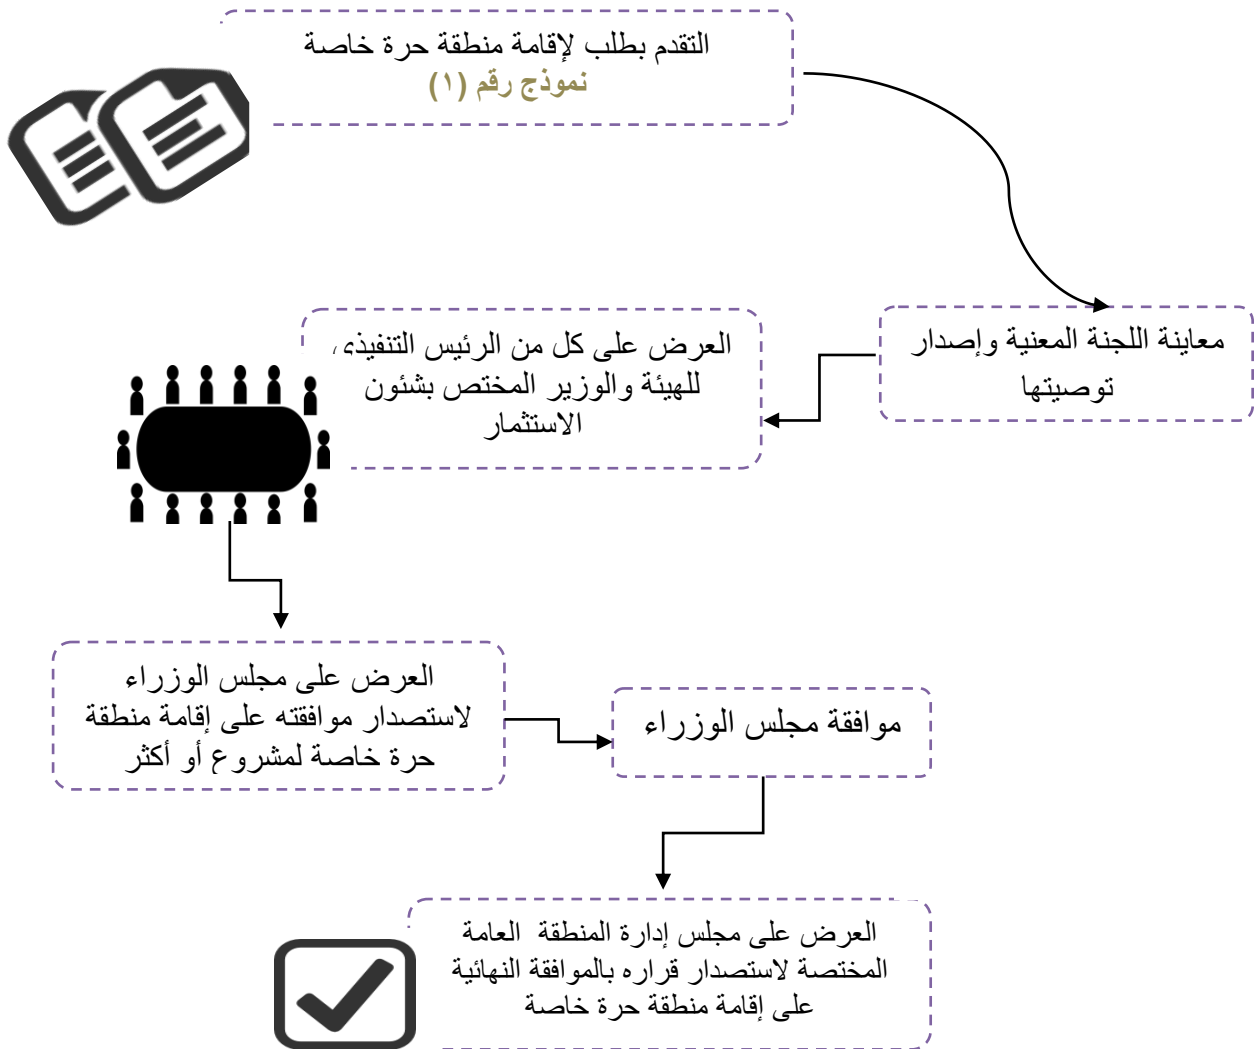 التقدم بطلب لإقامة منطقة حرة خاصة
نموذج رقم (١)
معاينة اللجنة المعنية وإصدار
توصيتها
العرض على كل من الرئيس التنفيذي
للهيئة والوزير المختص بشئون
الاستثمار
العرض على مجلس الوزراء
لاستصدار موافقته على إقامة منطقة
حرة خاصة لمشروع أو أكثر
موافقة مجلس الوزراء
العرض على مجلس إدارة المنطقة العامة
المختصة لاستصدار قراره بالموافقة النهائية
على إقامة منطقة حرة خاصة